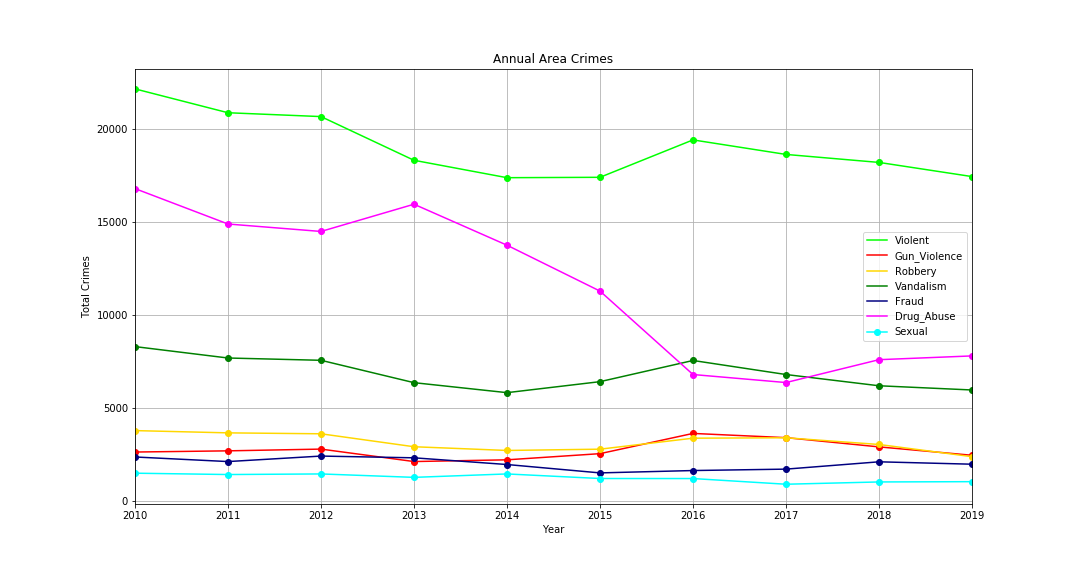 Annual Area Crimes
Total Crimes
20000
15000
10000
5000
0
Violent
Gun_Violence
Robbery
Vandalism
Fraud
Drug_Abuse
Sexual
2010 2011 2012 2013 2014 2015 2016 2017 2018 2019
Year